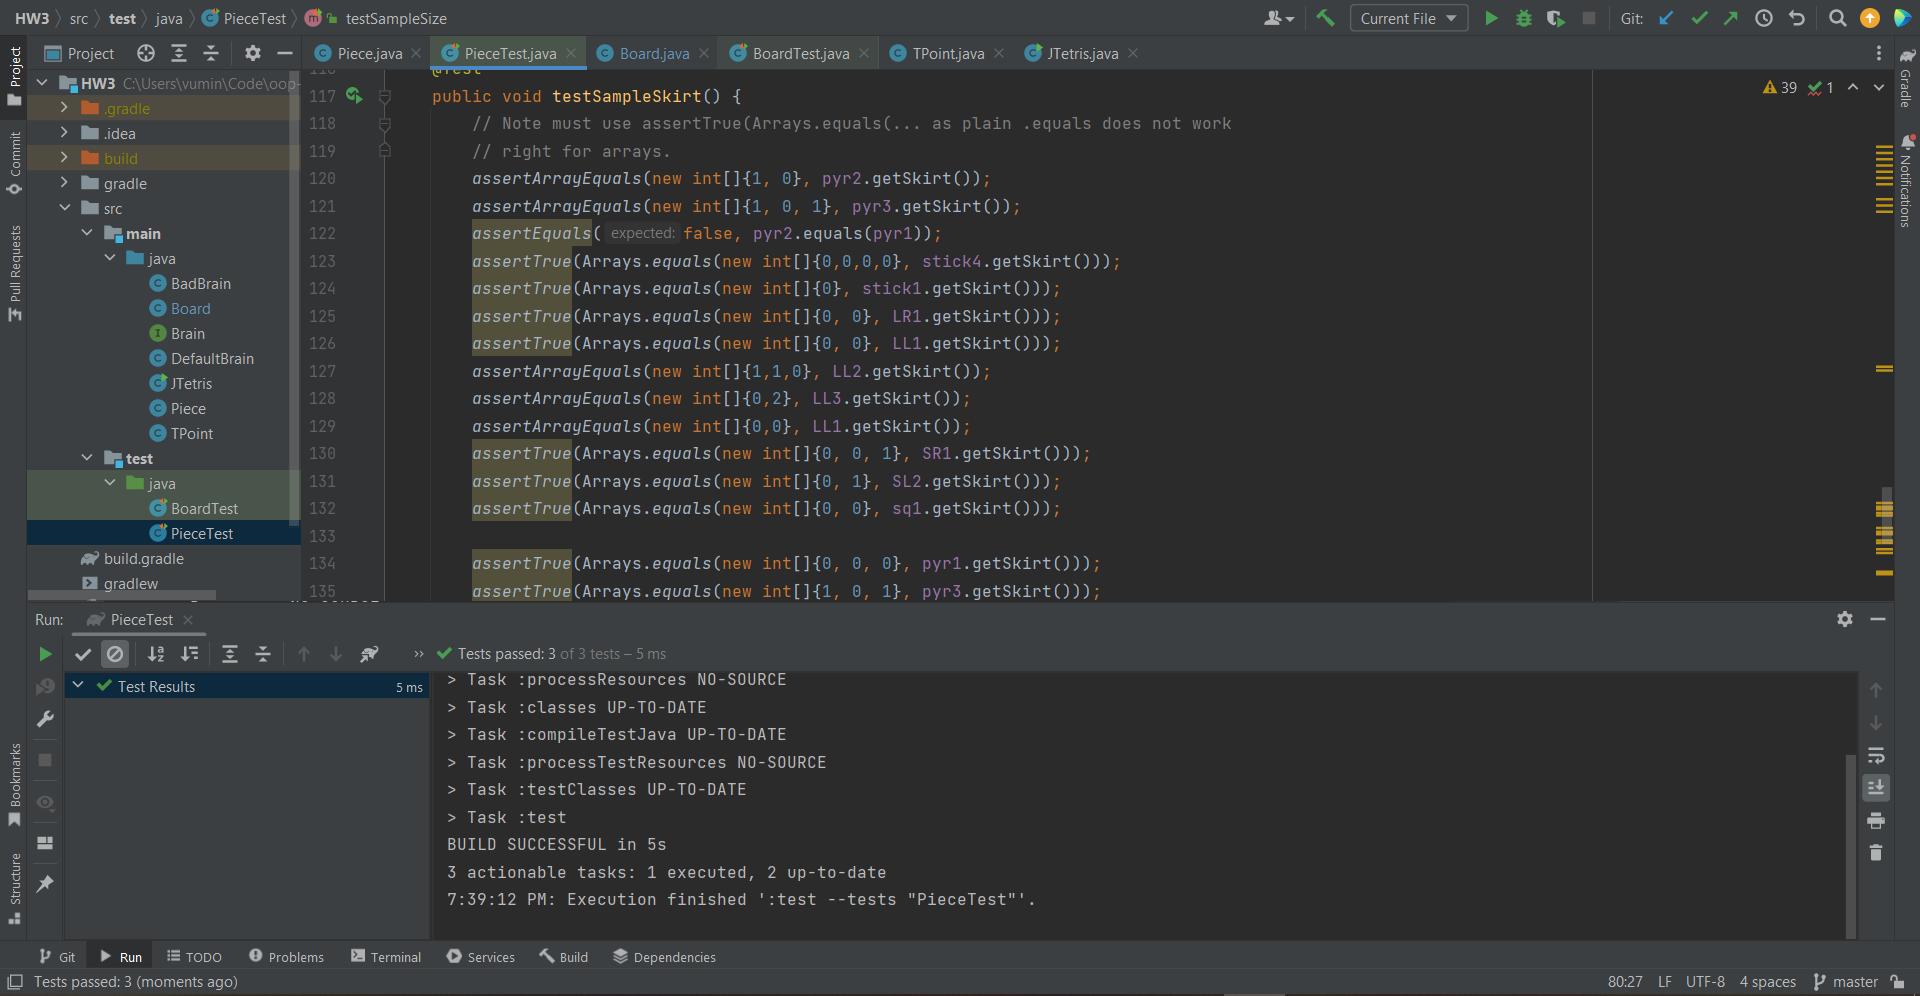 HW3 src test java PieceTest testSampleSize Current File Git:
Project
Piece.java PieceTest.java Board.java BoardTest.java TPoint.java JTetris.java
HW3 C:\Users\vumin\Code\oop-
.gradle
.idea
build
gradle
src
main
java
BadBrain
Board
Brain
DefaultBrain
JTetris
Piece
TPoint
test
java
BoardTest
PieceTest
build.gradle
gradlew
116 @Test
117 public void testSampleSkirt() {
118 // Note must use assertTrue(Arrays.equals(... as plain .equals does not work
119 // right for arrays.
120 assertArrayEquals(new int[]{1, 0}, pyr2.getSkirt());
121 assertArrayEquals(new int[]{1, 0, 1}, pyr3.getSkirt());
122 assertEquals( expected: false, pyr2.equals(pyr1));
123 assertTrue(Arrays.equals(new int[]{0,0,0,0}, stick4.getSkirt()));
124 assertTrue(Arrays.equals(new int[]{0}, stick1.getSkirt()));
125 assertTrue(Arrays.equals(new int[]{0, 0}, LR1.getSkirt()));
126 assertTrue(Arrays.equals(new int[]{0, 0}, LL1.getSkirt()));
127 assertArrayEquals(new int[]{1,1,0}, LL2.getSkirt());
128 assertArrayEquals(new int[]{0,2}, LL3.getSkirt());
129 assertArrayEquals(new int[]{0,0}, LL1.getSkirt());
130 assertTrue(Arrays.equals(new int[]{0, 0, 1}, SR1.getSkirt()));
131 assertTrue(Arrays.equals(new int[]{0, 1}, SL2.getSkirt()));
132 assertTrue(Arrays.equals(new int[]{0, 0}, sq1.getSkirt()));
133
134 assertTrue(Arrays.equals(new int[]{0, 0, 0}, pyr1.getSkirt()));
135 assertTrue(Arrays.equals(new int[]{1, 0, 1}, pyr3.getSkirt()));
39 1
Project
Commit
Pull Requests
Bookmarks
Structure
Gradle
Notifications
Run: PieceTest
Tests passed: 3 of 3 tests – 5 ms
Test Results 5 ms
> Task :processResources NO-SOURCE
> Task :classes UP-TO-DATE
> Task :compileTestJava UP-TO-DATE
> Task :processTestResources NO-SOURCE
> Task :testClasses UP-TO-DATE
> Task :test
BUILD SUCCESSFUL in 5s
3 actionable tasks: 1 executed, 2 up-to-date
7:39:12 PM: Execution finished ':test --tests "PieceTest"'.
Git Run TODO Problems Terminal Services Build Dependencies
Tests passed: 3 (moments ago) 80:27 LF UTF-8 4 spaces master